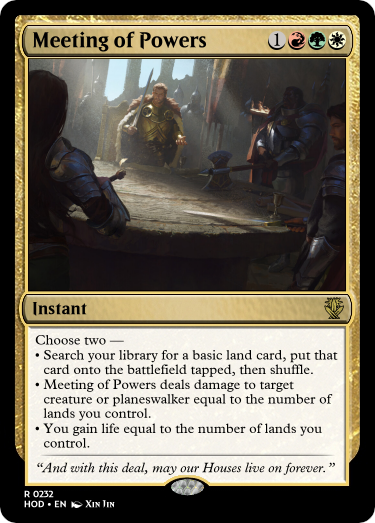 Meeting of Powers 1
Instant
Choose two —
• Search your library for a basic land card, put that
card onto the battlefield tapped, then shuffle.
• Meeting of Powers deals damage to target
creature or planeswalker equal to the number of
lands you control.
• You gain life equal to the number of lands you
control.
“And with this deal, may our Houses live on forever.”
R 0232
HOD • EN XIN JIN